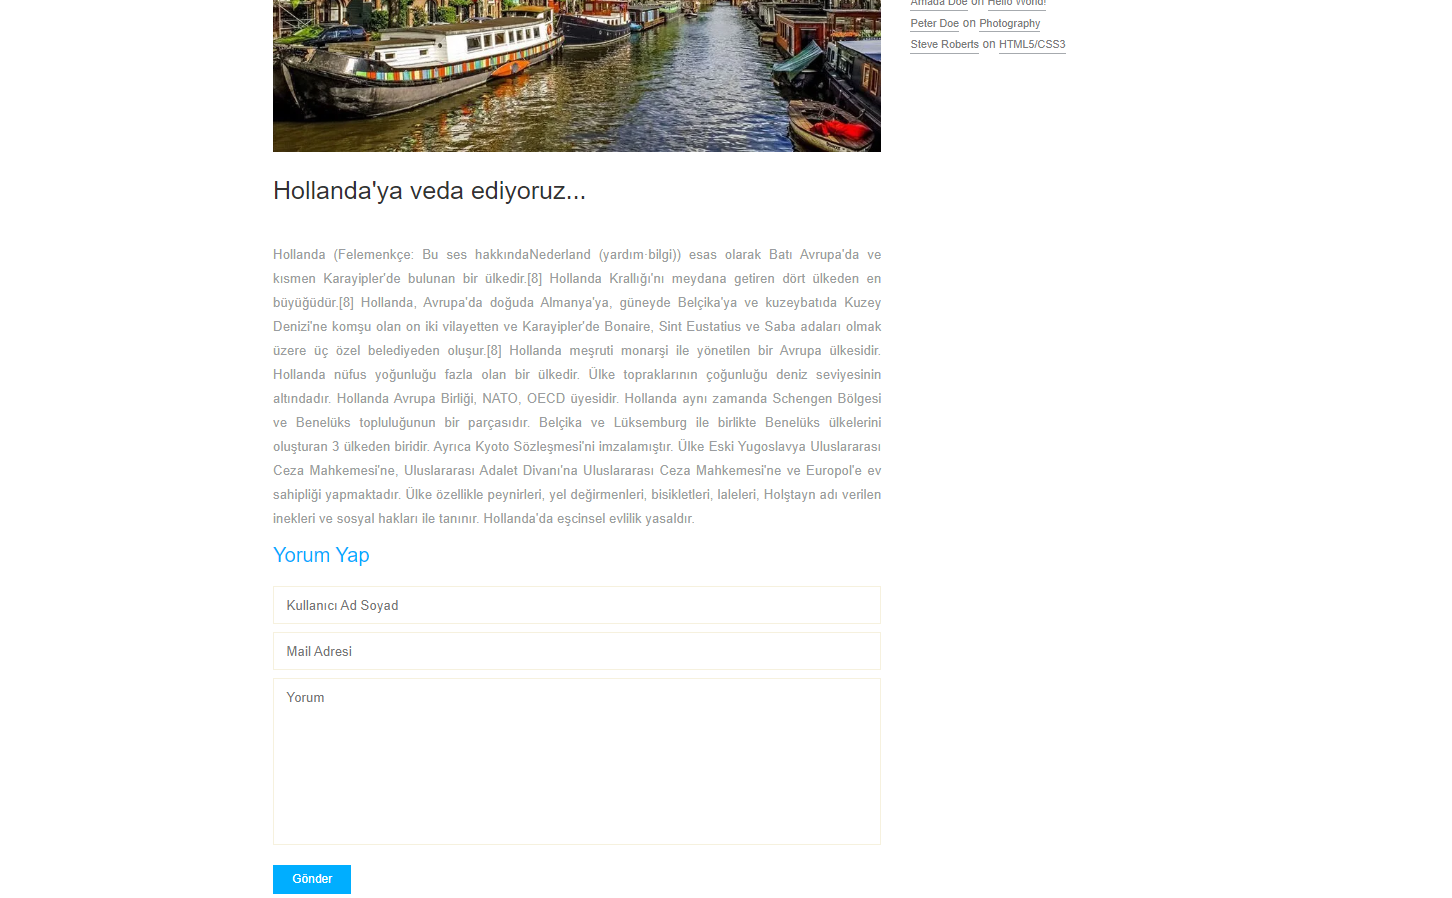 Amada Doe on Hello World!
Peter Doe on Photography
Steve Roberts on HTML5/CSS3
Hollanda'ya veda ediyoruz...
Hollanda (Felemenkçe: Bu ses hakkındaNederland (yardım·bilgi)) esas olarak Batı Avrupa'da ve
kısmen Karayipler'de bulunan bir ülkedir.[8] Hollanda Krallığı'nı meydana getiren dört ülkeden en
büyüğüdür.[8] Hollanda, Avrupa'da doğuda Almanya'ya, güneyde Belçika'ya ve kuzeybatıda Kuzey
Denizi'ne komşu olan on iki vilayetten ve Karayipler'de Bonaire, Sint Eustatius ve Saba adaları olmak
üzere üç özel belediyeden oluşur.[8] Hollanda meşruti monarşi ile yönetilen bir Avrupa ülkesidir.
Hollanda nüfus yoğunluğu fazla olan bir ülkedir. Ülke topraklarının çoğunluğu deniz seviyesinin
altındadır. Hollanda Avrupa Birliği, NATO, OECD üyesidir. Hollanda aynı zamanda Schengen Bölgesi
ve Benelüks topluluğunun bir parçasıdır. Belçika ve Lüksemburg ile birlikte Benelüks ülkelerini
oluşturan 3 ülkeden biridir. Ayrıca Kyoto Sözleşmesi'ni imzalamıştır. Ülke Eski Yugoslavya Uluslararası
Ceza Mahkemesi'ne, Uluslararası Adalet Divanı'na Uluslararası Ceza Mahkemesi'ne ve Europol'e ev
sahipliği yapmaktadır. Ülke özellikle peynirleri, yel değirmenleri, bisikletleri, laleleri, Holştayn adı verilen
inekleri ve sosyal hakları ile tanınır. Hollanda'da eşcinsel evlilik yasaldır.
Yorum Yap
Kullanıcı Ad Soyad
Mail Adresi
Yorum
Gönder